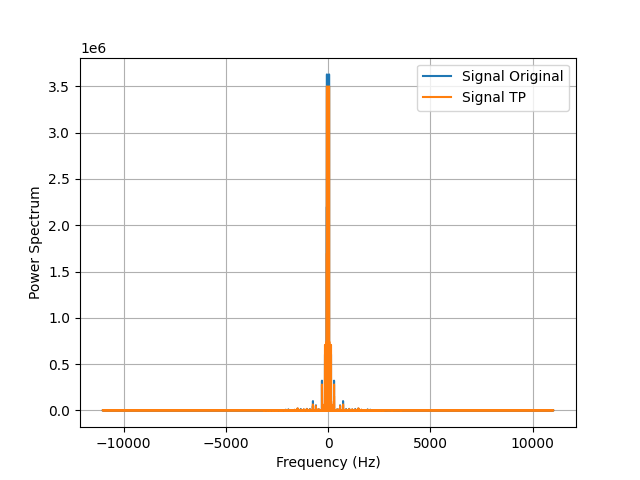 1e6
Signal Original
Signal TP
3.5
3.0
2.5
2.0
1.5
1.0
0.5
0.0
Power Spectrum
−10000 −5000 0 5000 10000
Frequency (Hz)